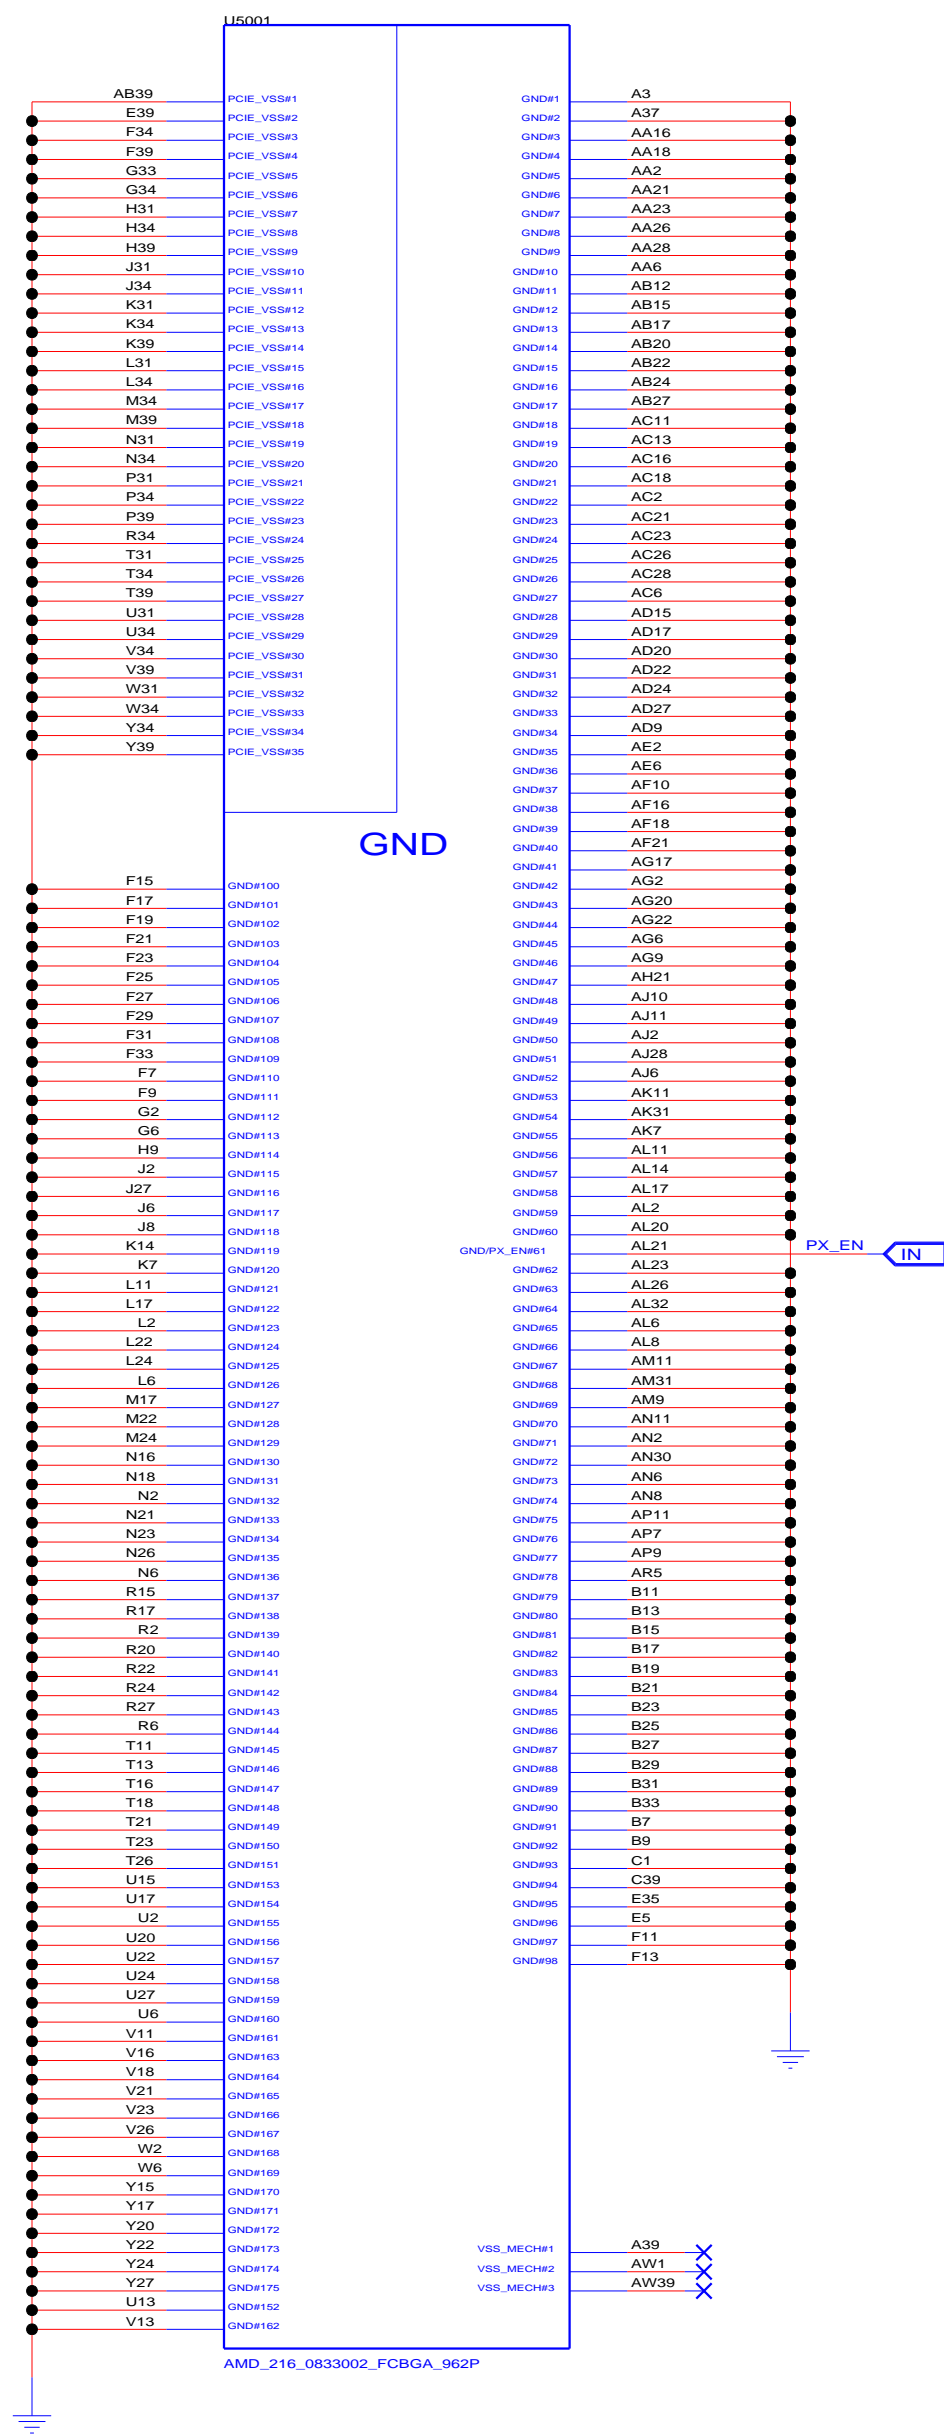 U5001
AB39 PCIE_VSS#1 GND#1 A3
E39 PCIE_VSS#2 GND#2 A37
F34 PCIE_VSS#3 GND#3 AA16
F39 PCIE_VSS#4 GND#4 AA18
G33 PCIE_VSS#5 GND#5 AA2
G34 PCIE_VSS#6 GND#6 AA21
H31 PCIE_VSS#7 GND#7 AA23
H34 PCIE_VSS#8 GND#8 AA26
H39 PCIE_VSS#9 GND#9 AA28
J31 PCIE_VSS#10 GND#10 AA6
J34 PCIE_VSS#11 GND#11 AB12
K31 PCIE_VSS#12 GND#12 AB15
K34 PCIE_VSS#13 GND#13 AB17
K39 PCIE_VSS#14 GND#14 AB20
L31 PCIE_VSS#15 GND#15 AB22
L34 PCIE_VSS#16 GND#16 AB24
M34 PCIE_VSS#17 GND#17 AB27
M39 PCIE_VSS#18 GND#18 AC11
N31 PCIE_VSS#19 GND#19 AC13
N34 PCIE_VSS#20 GND#20 AC16
P31 PCIE_VSS#21 GND#21 AC18
P34 PCIE_VSS#22 GND#22 AC2
P39 PCIE_VSS#23 GND#23 AC21
R34 PCIE_VSS#24 GND#24 AC23
T31 PCIE_VSS#25 GND#25 AC26
T34 PCIE_VSS#26 GND#26 AC28
T39 PCIE_VSS#27 GND#27 AC6
U31 PCIE_VSS#28 GND#28 AD15
U34 PCIE_VSS#29 GND#29 AD17
V34 PCIE_VSS#30 GND#30 AD20
V39 PCIE_VSS#31 GND#31 AD22
W31 PCIE_VSS#32 GND#32 AD24
W34 PCIE_VSS#33 GND#33 AD27
Y34 PCIE_VSS#34 GND#34 AD9
Y39 PCIE_VSS#35 GND#35 AE2
GND#36 AE6
GND#37 AF10
GND#38 AF16
GND#39 AF18
GND
GND#40 AF21
GND#41 AG17
F15 GND#100 GND#42 AG2
F17 GND#101 GND#43 AG20
F19 GND#102 GND#44 AG22
F21 GND#103 GND#45 AG6
F23 GND#104 GND#46 AG9
F25 GND#105 GND#47 AH21
F27 GND#106 GND#48 AJ10
F29 GND#107 GND#49 AJ11
F31 GND#108 GND#50 AJ2
F33 GND#109 GND#51 AJ28
F7 GND#110 GND#52 AJ6
F9 GND#111 GND#53 AK11
G2 GND#112 GND#54 AK31
G6 GND#113 GND#55 AK7
H9 GND#114 GND#56 AL11
J2 GND#115 GND#57 AL14
J27 GND#116 GND#58 AL17
J6 GND#117 GND#59 AL2
J8 GND#118 GND#60 AL20
K14 GND#119 GND/PX_EN#61 AL21 PX_EN IN
K7 GND#120 GND#62 AL23
L11 GND#121 GND#63 AL26
L17 GND#122 GND#64 AL32
L2 GND#123 GND#65 AL6
L22 GND#124 GND#66 AL8
L24 GND#125 GND#67 AM11
L6 GND#126 GND#68 AM31
M17 GND#127 GND#69 AM9
M22 GND#128 GND#70 AN11
M24 GND#129 GND#71 AN2
N16 GND#130 GND#72 AN30
N18 GND#131 GND#73 AN6
N2 GND#132 GND#74 AN8
N21 GND#133 GND#75 AP11
N23 GND#134 GND#76 AP7
N26 GND#135 GND#77 AP9
N6 GND#136 GND#78 AR5
R15 GND#137 GND#79 B11
R17 GND#138 GND#80 B13
R2 GND#139 GND#81 B15
R20 GND#140 GND#82 B17
R22 GND#141 GND#83 B19
R24 GND#142 GND#84 B21
R27 GND#143 GND#85 B23
R6 GND#144 GND#86 B25
T11 GND#145 GND#87 B27
T13 GND#146 GND#88 B29
T16 GND#147 GND#89 B31
T18 GND#148 GND#90 B33
T21 GND#149 GND#91 B7
T23 GND#150 GND#92 B9
T26 GND#151 GND#93 C1
U15 GND#153 GND#94 C39
U17 GND#154 GND#95 E35
U2 GND#155 GND#96 E5
U20 GND#156 GND#97 F11
U22 GND#157 GND#98 F13
U24 GND#158
U27 GND#159
U6 GND#160
V11 GND#161
V16 GND#163
V18 GND#164
V21 GND#165
V23 GND#166
V26 GND#167
W2 GND#168
W6 GND#169
Y15 GND#170
Y17 GND#171
Y20 GND#172
Y22 GND#173 VSS_MECH#1 A39
Y24 GND#174 VSS_MECH#2 AW1
Y27 GND#175 VSS_MECH#3 AW39
U13 GND#152
V13 GND#162
AMD_216_0833002_FCBGA_962P